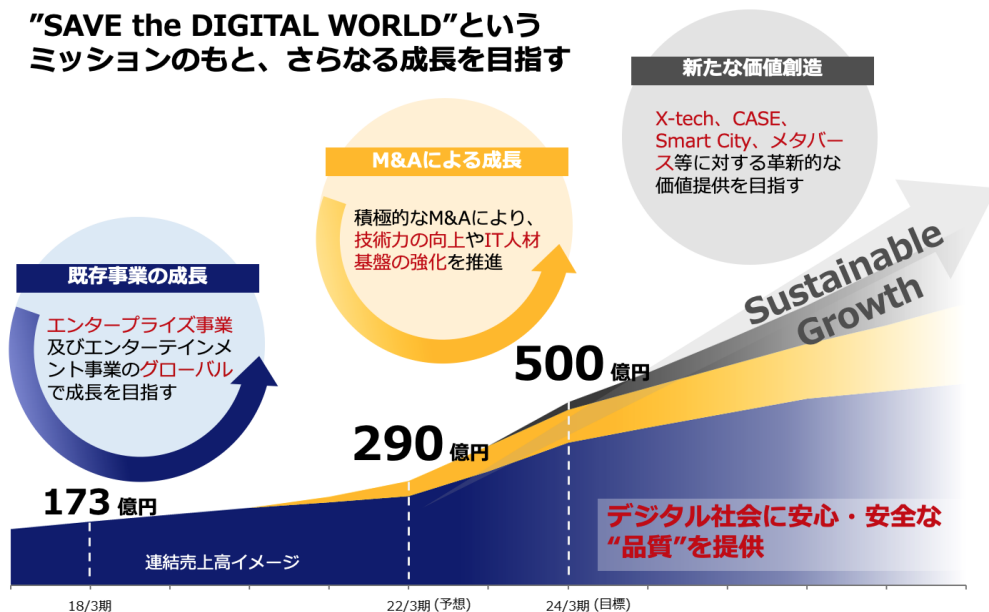 ”SAVE the DIGITAL WORLD”という
ミッションのもと、さらなる成長を目指す
新たな価値創造
X-tech、CASE、
Smart City、メタバー
ス等に対する革新的な
価値提供を目指す
M&Aによる成長
積極的なM&Aにより、
技術力の向上やIT人材
基盤の強化を推進
既存事業の成長
エンタープライズ事業
及びエンターテインメ
ント事業のグローバル
で成長を目指す
Sustainable
Growth
500 億円
290 億円
173 億円
デジタル社会に安心・安全な
“品質”を提供
連結売上高イメージ
18/3期
22/3期 (予想)
24/3期 (目標)